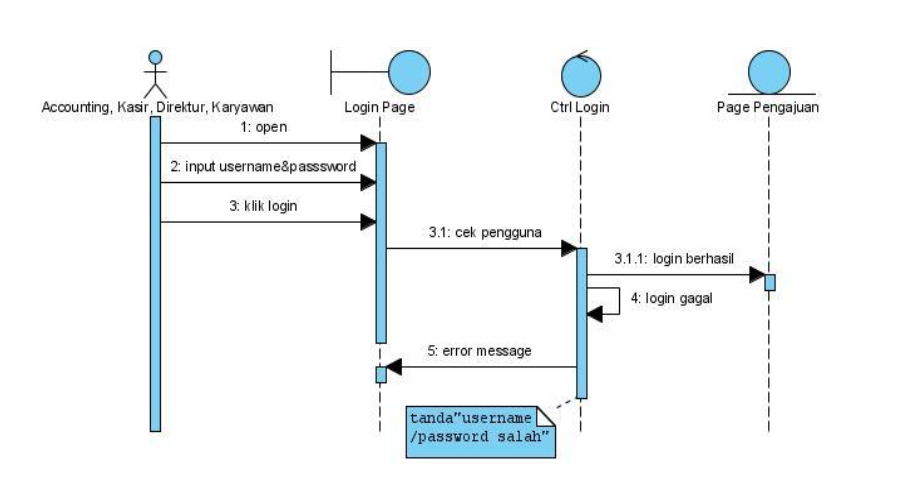 Accounting, Kasir, Direktur, Karyawan
Login Page
Ctrl Login
Page Pengajuan
1: open
2: input username&passsword
3: klik login
3.1: cek pengguna
3.1.1: login berhasil
4: login gagal
5: error message
tanda"username
/password salah"